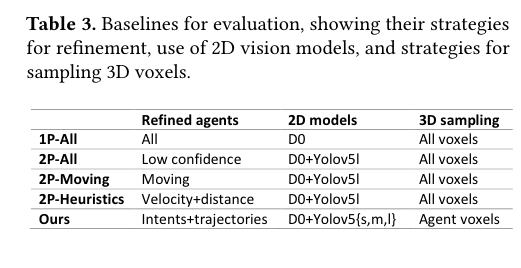 Table 3. Baselines for evaluation, showing their strategies
for refinement, use of 2D vision models, and strategies for
sampling 3D voxels.
Refined agents 2D models 3D sampling
1P-All All D0 All voxels
2P-All Low confidence D0+Yolov5l All voxels
2P-Moving Moving D0+Yolov5l All voxels
2P-Heuristics Velocity+distance D0+Yolov5l All voxels
Ours Intents+trajectories D0+Yolov5{s,m,l} Agent voxels